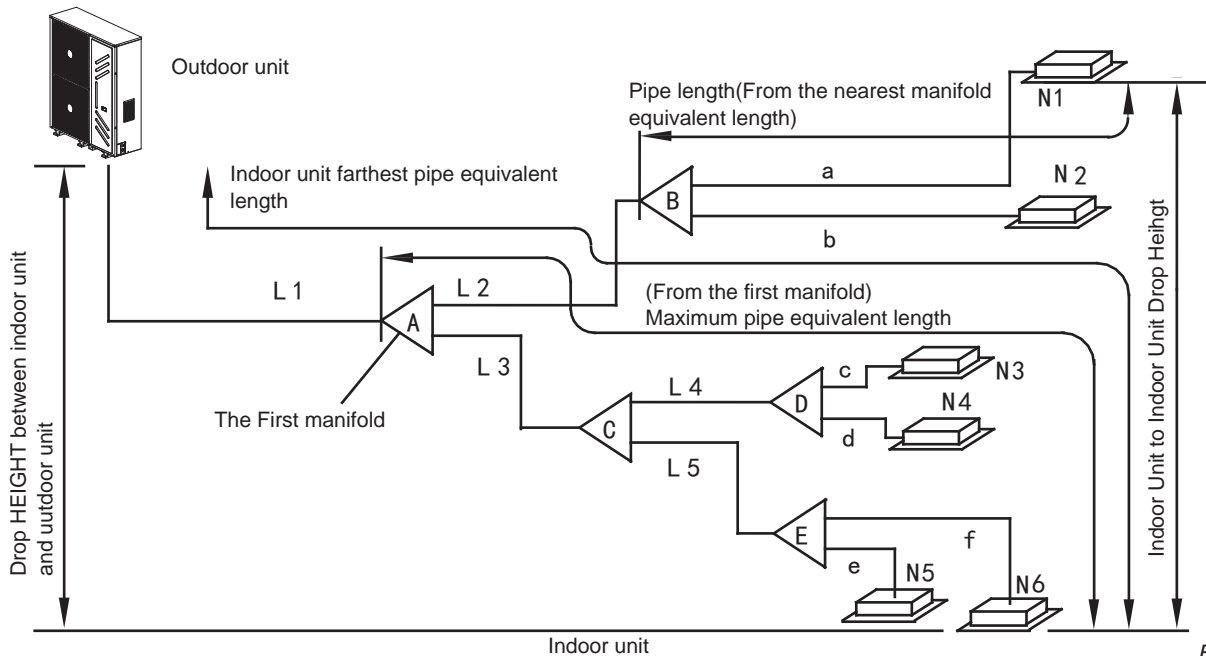 Outdoor unit
Pipe length(From the nearest manifold
equivalent length)
N1
Indoor unit farthest pipe equivalent
length
a
N 2
B
b
L 1
L 2
A
(From the first manifold)
Maximum pipe equivalent length
L 3
The First manifold
C
L 4
D
c
N3
d
N4
L 5
E
f
e
N5
N6
Indoor unit
Drop HEIGHT between indoor unit
and uutdoor unit
Indoor Unit to Indoor Unit Drop Heihgt